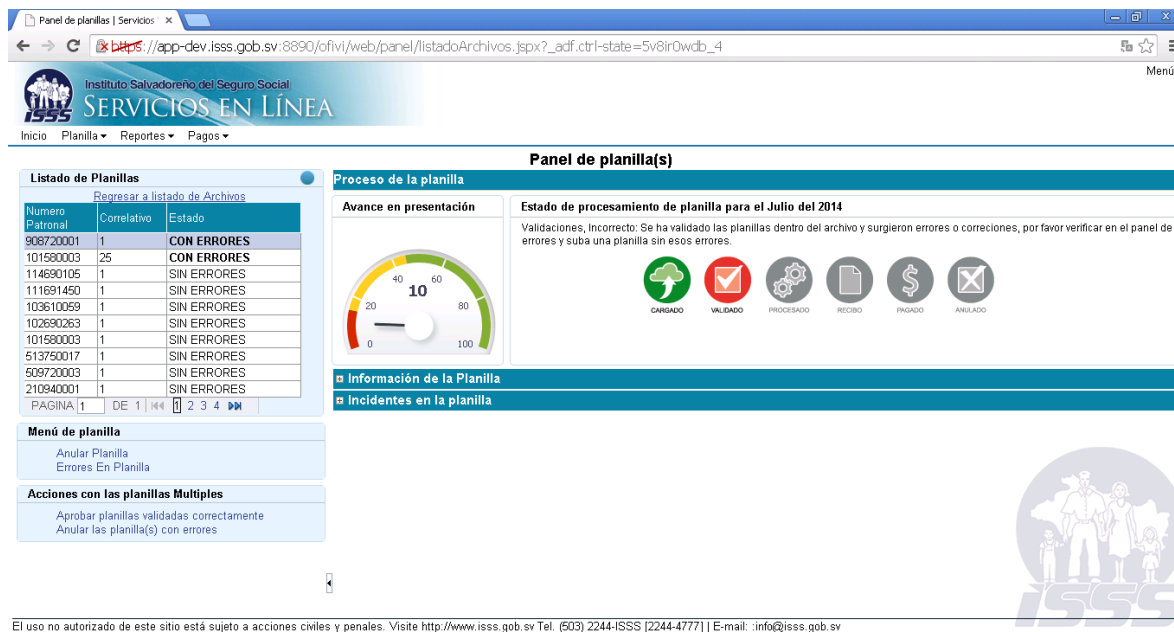 Panel de planillas | Servicios
https://app-dev.isss.gob.sv:8890/ofivi/web/panel/listadoArchivos.jspx?_adf.ctrl-state=5v8ir0wdb_4
Menú
Instituto Salvadoreño del Seguro Social
SERVICIOS EN LÍNEA
ISSS
Inicio Planilla Reportes Pagos
Panel de planilla(s)
Listado de Planillas
Regresar a listado de Archivos
Numero Patronal Correlativo Estado
908720001 1 CON ERRORES
101580003 25 CON ERRORES
114690105 1 SIN ERRORES
111691450 1 SIN ERRORES
103610059 1 SIN ERRORES
102690263 1 SIN ERRORES
101580003 1 SIN ERRORES
513750017 1 SIN ERRORES
509720003 1 SIN ERRORES
210940001 1 SIN ERRORES
PAGINA 1 DE 1 1 2 3 4
Menú de planilla
Anular Planilla
Errores En Planilla
Acciones con las planillas Multiples
Aprobar planillas validadas correctamente
Anular las planilla(s) con errores
Proceso de la planilla
Avance en presentación
0 20 40 60 80 100
10
Estado de procesamiento de planilla para el Julio del 2014
Validaciones, Incorrecto: Se ha validado las planillas dentro del archivo y surgieron errores o correciones, por favor verificar en el panel de
errores y suba una planilla sin esos errores.
CARGADO VALIDADO PROCESADO RECIBO PAGADO ANULADO
Información de la Planilla
Incidentes en la planilla
ISSS
El uso no autorizado de este sitio está sujeto a acciones civiles y penales. Visite http://www.isss.gob.sv Tel. (503) 2244-ISSS [2244-4777] | E-mail: :info@isss.gob.sv